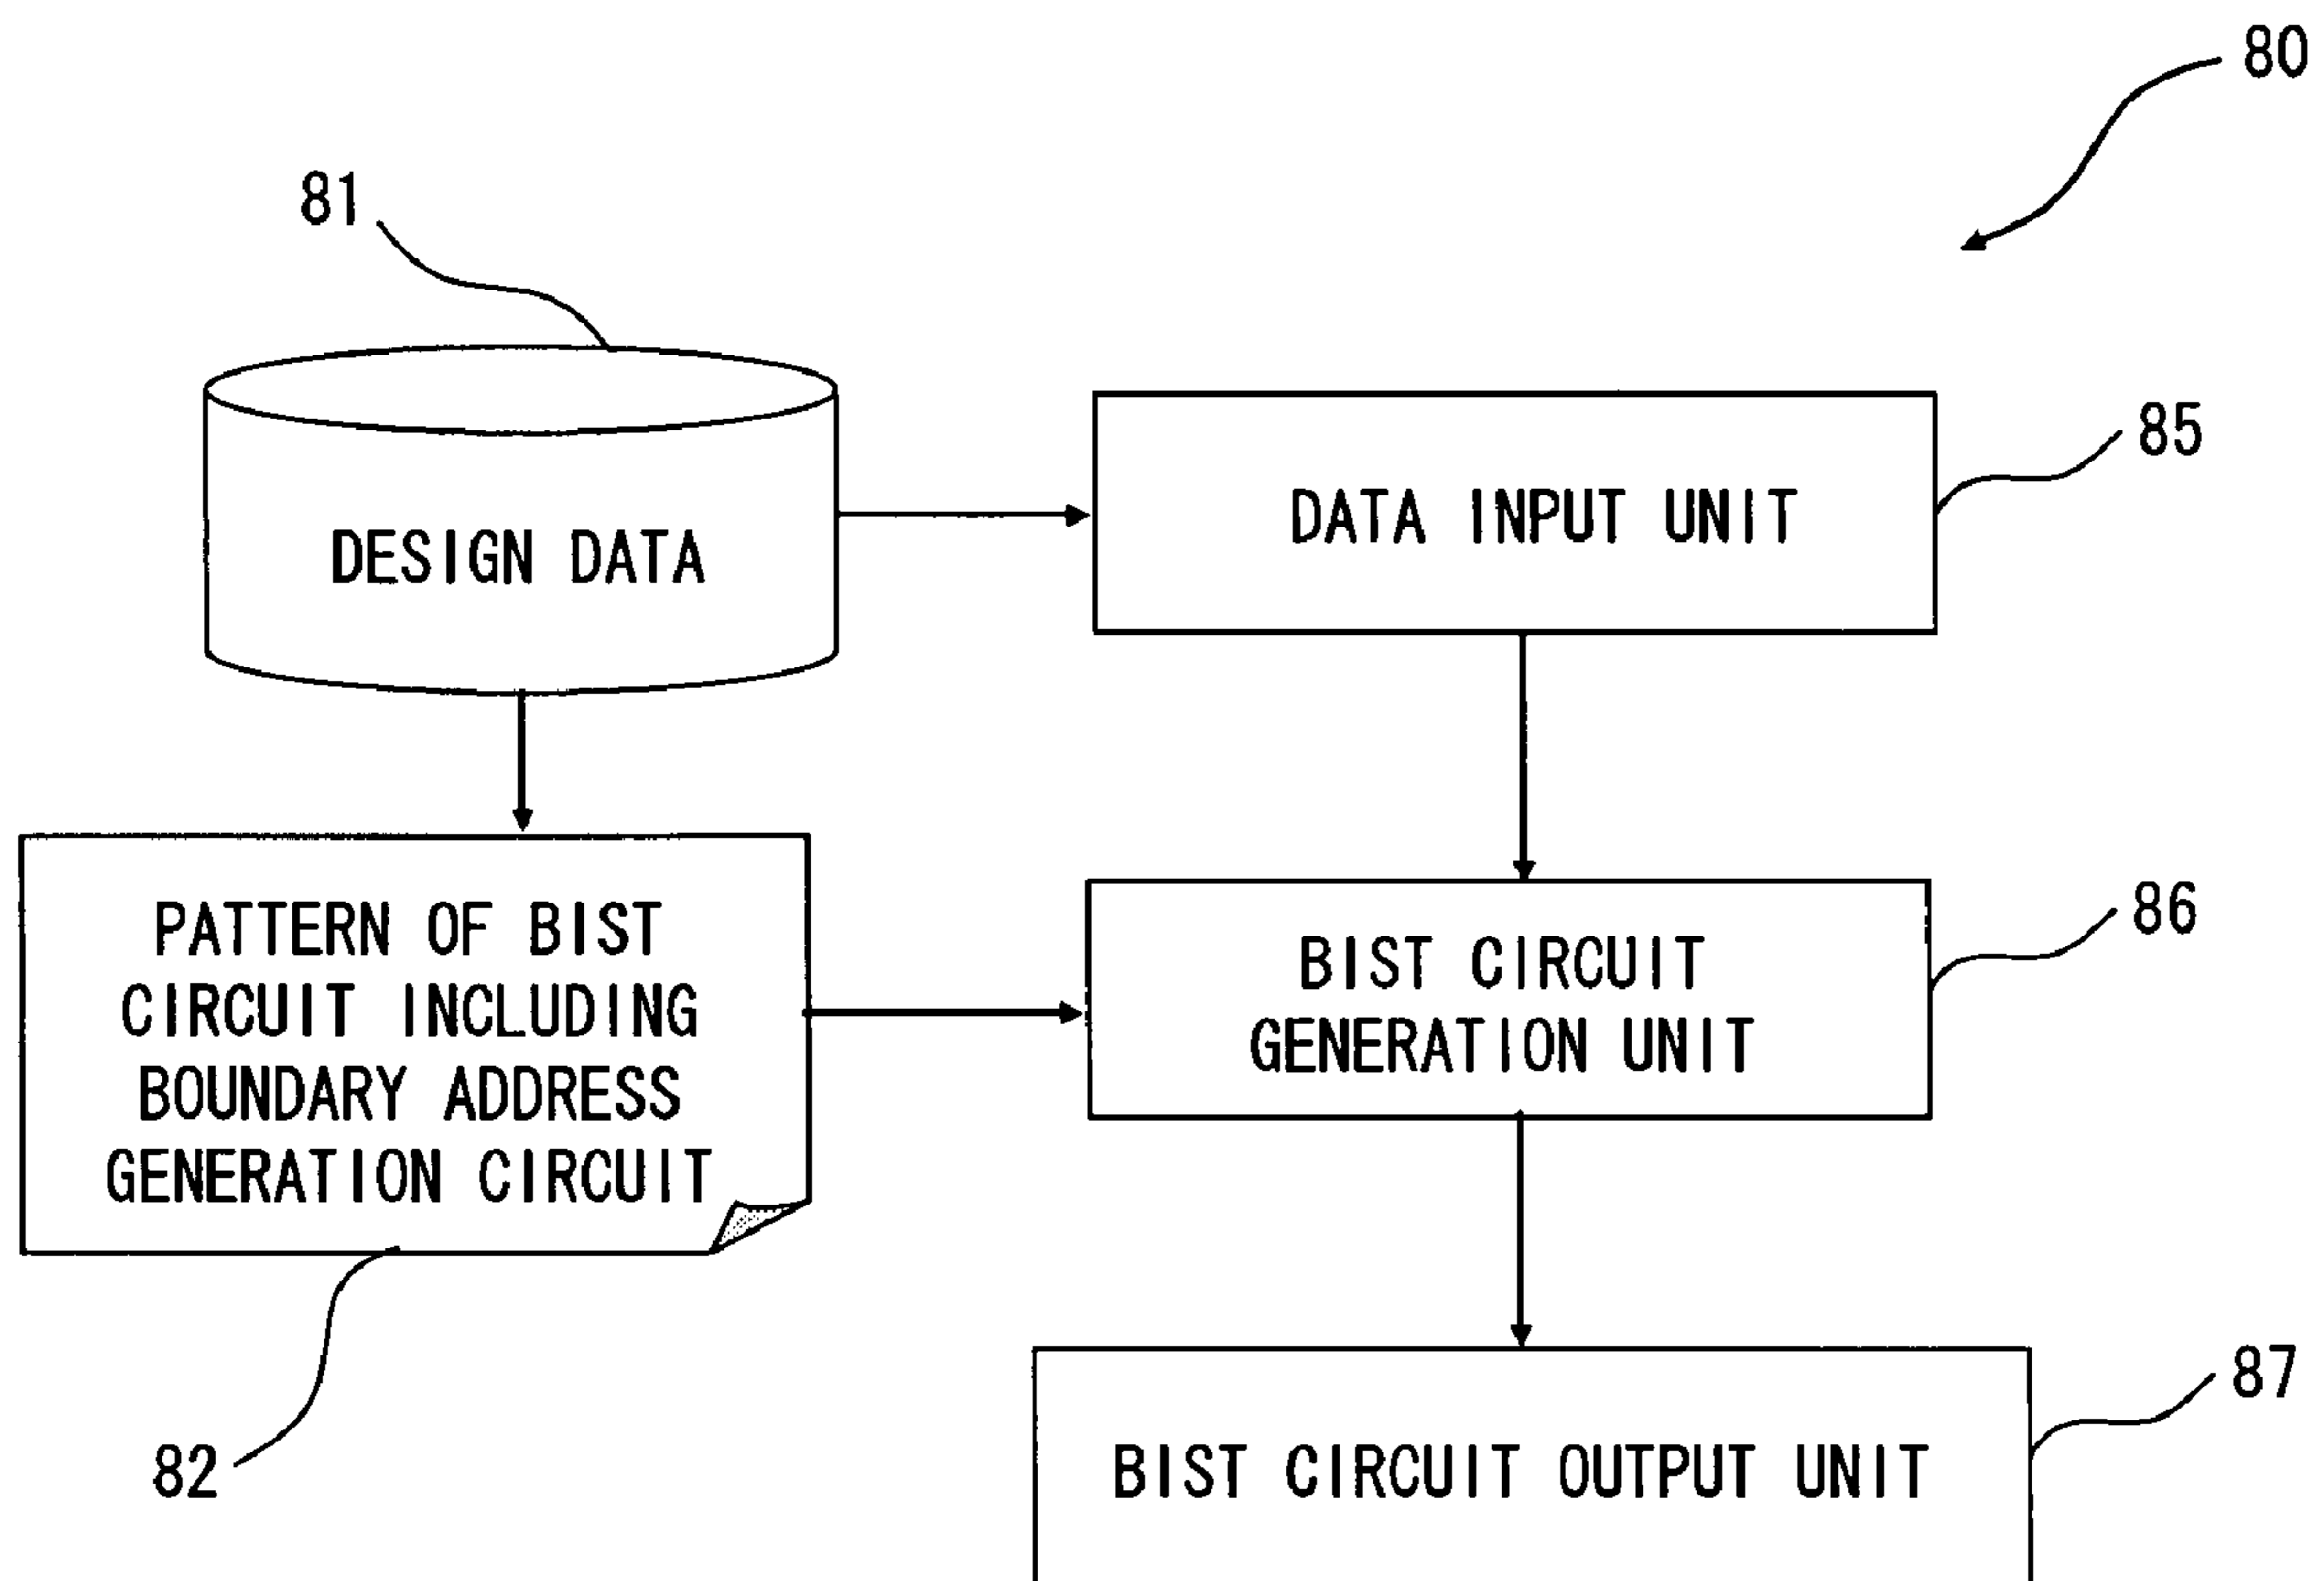 80
81
DESIGN DATA
DATA INPUT UNIT
85
PATTERN OF BIST
CIRCUIT INCLUDING
BOUNDARY ADDRESS
GENERATION CIRCUIT
82
BIST CIRCUIT
GENERATION UNIT
86
BIST CIRCUIT OUTPUT UNIT
87